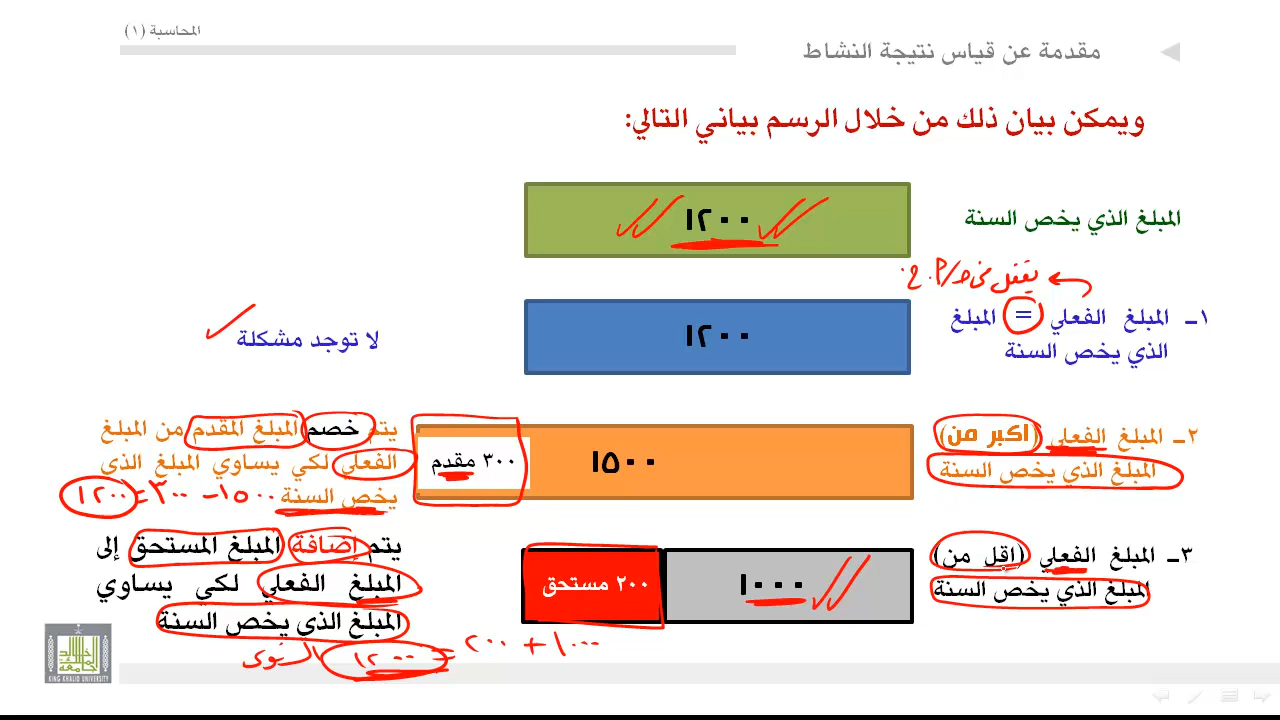 المحاسبة (١)
مقدمة عن قياس نتيجة النشاط
ويمكن بيان ذلك من خلال الرسم بياني التالي:
المبلغ الذي يخص السنة
١٢٠٠
١ـ المبلغ الفعلي = المبلغ
الذي يخص السنة
١٢٠٠
لا توجد مشكلة
٢ـ المبلغ الفعلي (اكبر من)
المبلغ الذي يخص السنة
١٥٠٠
٣٠٠ مقدم
يتم خصم المبلغ المقدم من المبلغ
الفعلي لكي يساوي المبلغ الذي
يخص السنة ١٥٠٠ - ٣٠٠ = ١٢٠٠
٣ـ المبلغ الفعلي (اقل من)
المبلغ الذي يخص السنة
١٠٠٠
٢٠٠ مستحق
يتم إضافة المبلغ المستحق إلى
المبلغ الفعلي لكي يساوي
المبلغ الذي يخص السنة
١٠٠٠ + ٢٠٠ = ١٢٠٠
KING KHALID UNIVERSITY